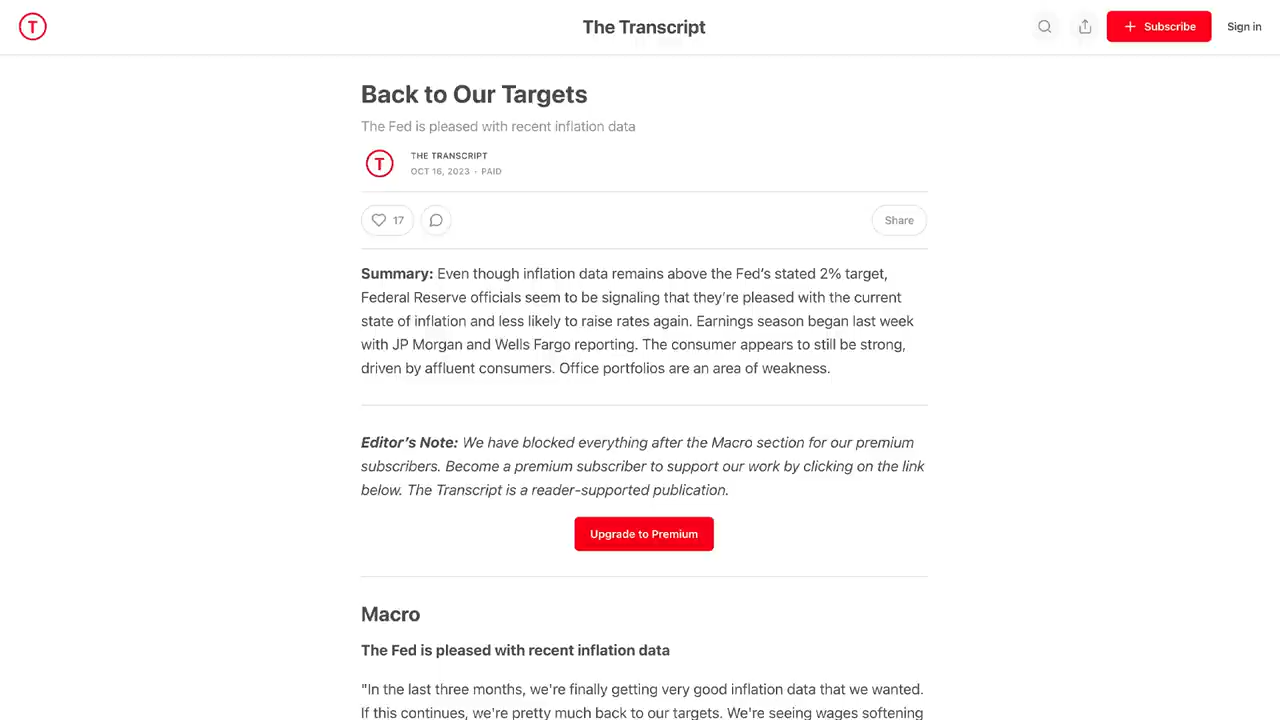 T
The Transcript
Subscribe
Sign in
Back to Our Targets
The Fed is pleased with recent inflation data
T
THE TRANSCRIPT
OCT 16, 2023 · PAID
17
Share
Summary: Even though inflation data remains above the Fed’s stated 2% target,
Federal Reserve officials seem to be signaling that they’re pleased with the current
state of inflation and less likely to raise rates again. Earnings season began last week
with JP Morgan and Wells Fargo reporting. The consumer appears to still be strong,
driven by affluent consumers. Office portfolios are an area of weakness.
Editor’s Note: We have blocked everything after the Macro section for our premium
subscribers. Become a premium subscriber to support our work by clicking on the link
below. The Transcript is a reader-supported publication.
Upgrade to Premium
Macro
The Fed is pleased with recent inflation data
"In the last three months, we're finally getting very good inflation data that we wanted.
If this continues, we're pretty much back to our targets. We're seeing wages softening